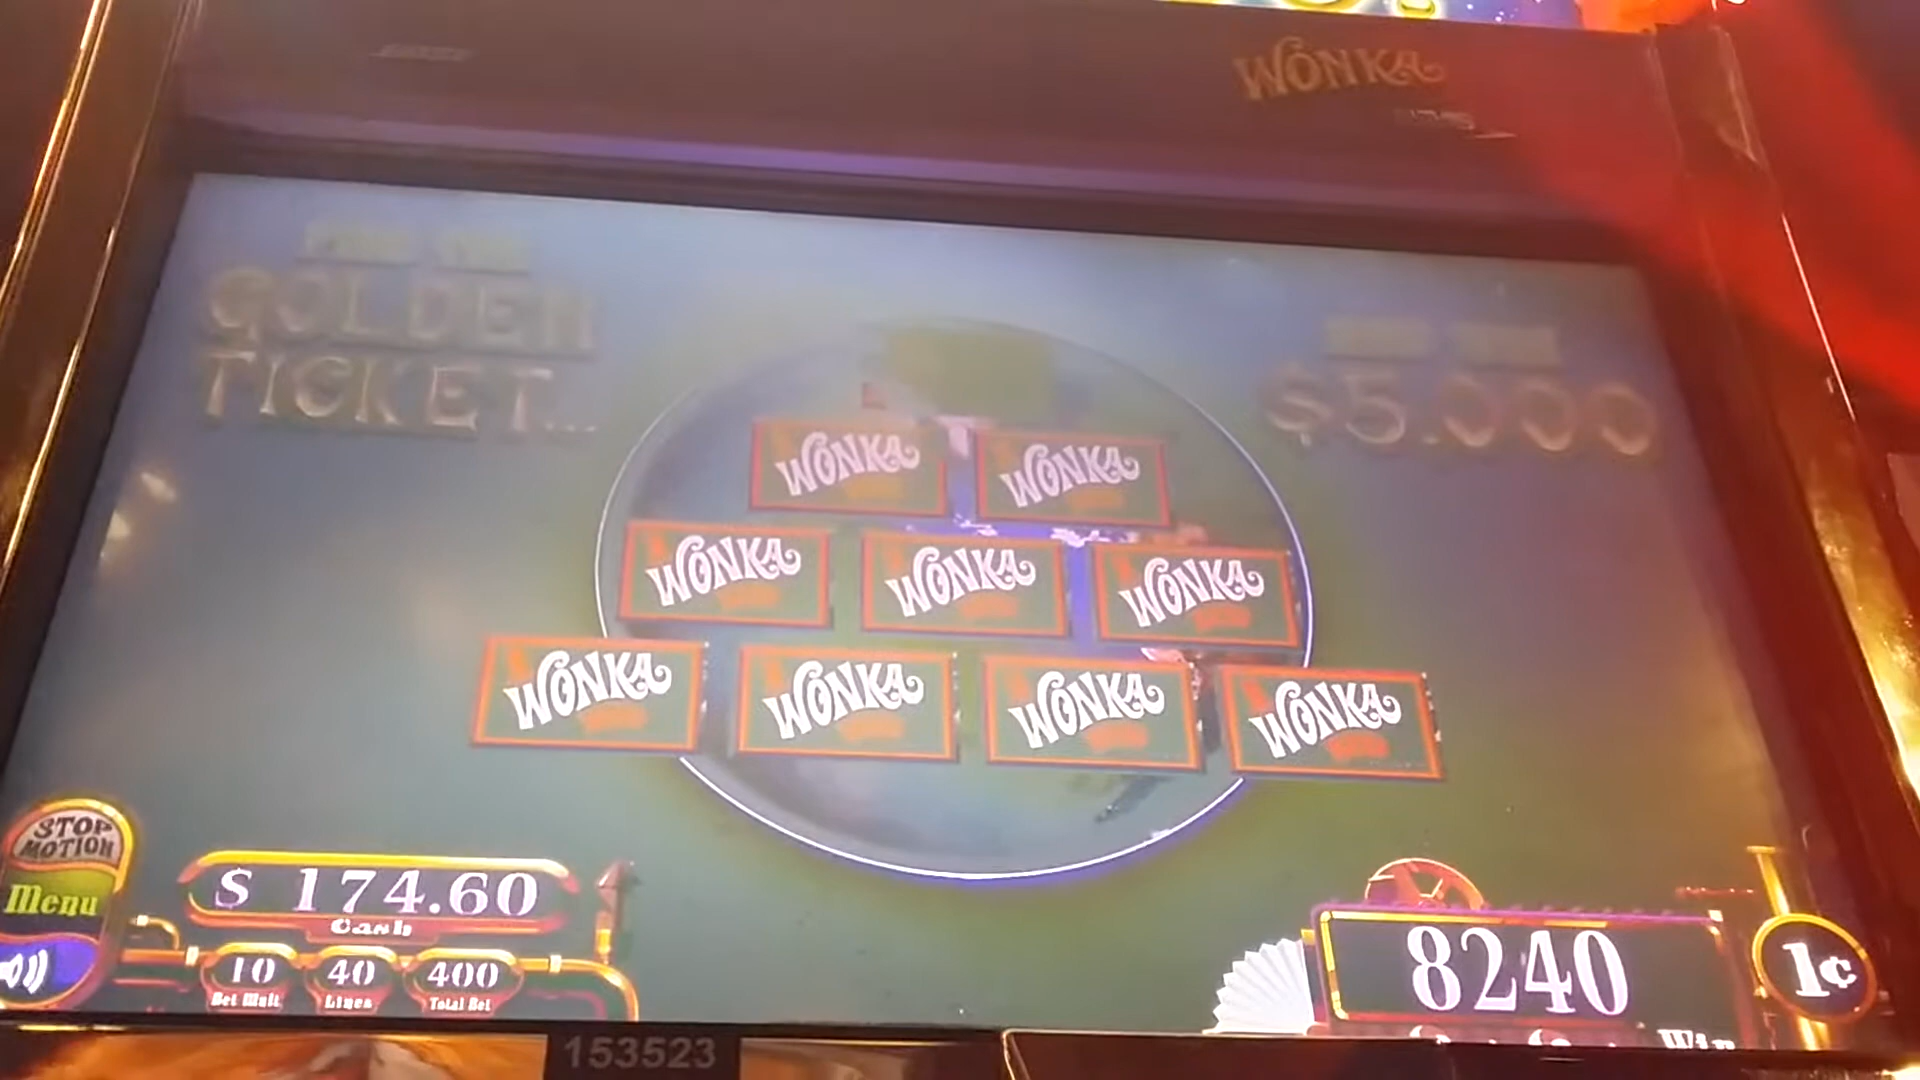 WONKA
GOLDEN
TICKET...
$5,000
WONKA WONKA
WONKA WONKA WONKA
WONKA WONKA WONKA WONKA
STOP
MOTION
Menu
$ 174.60
Cash
10 40 400
Bet Mult Lines Total Bet
8240
Win
1¢
153523